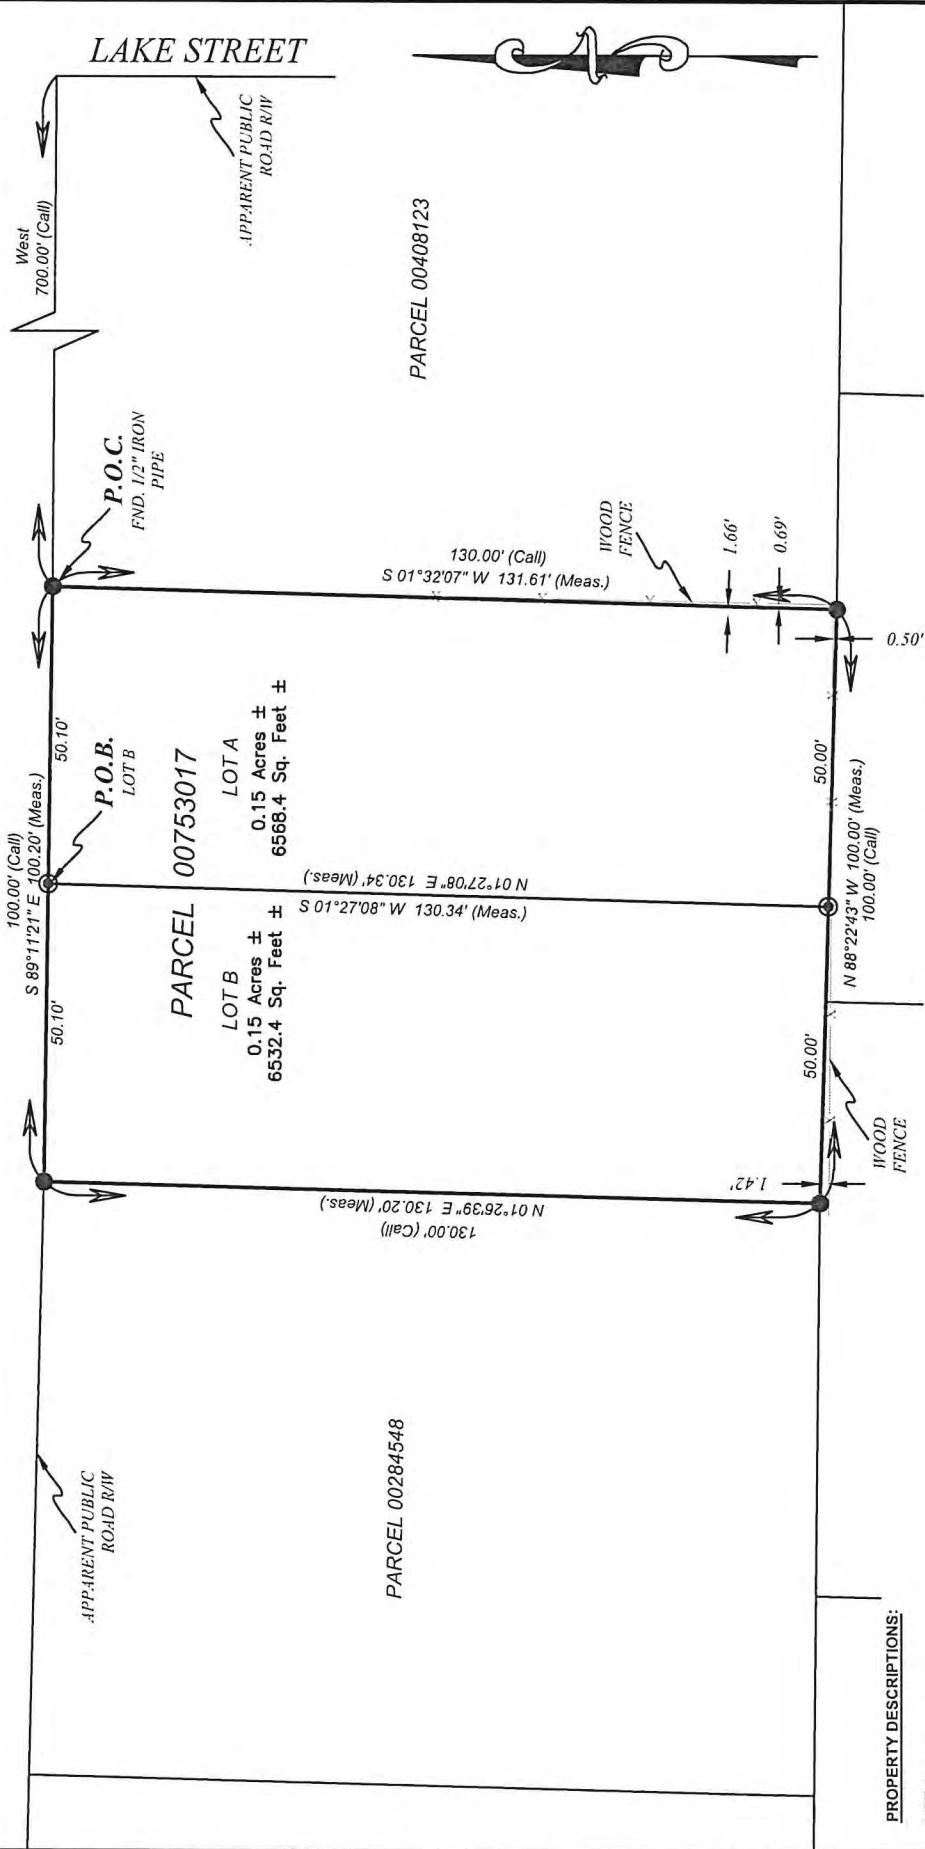 LAKE STREET
West
700.00' (Call)
APPARENT PUBLIC
ROAD R/W
PARCEL 00408123
P.O.C.
FND. 1/2" IRON
PIPE
130.00' (Call)
S 01°32'07" W 131.61' (Meas.)
WOOD
FENCE
1.66'
0.69'
0.50'
100.00' (Call)
S 89°11'21" E 100.20' (Meas.)
50.10'
50.10'
P.O.B.
LOT B
PARCEL 00753017
LOT A
0.15 Acres ±
6568.4 Sq. Feet ±
LOT B
0.15 Acres ±
6532.4 Sq. Feet ±
N 01°27'08" E 130.34' (Meas.)
S 01°27'08" W 130.34' (Meas.)
50.00'
50.00'
N 88°22'43" W 100.00' (Meas.)
100.00' (Call)
N 01°26'39" E 130.20' (Meas.)
130.00' (Call)
1.42'
WOOD
FENCE
APPARENT PUBLIC
ROAD R/W
PARCEL 00284548
PROPERTY DESCRIPTIONS: